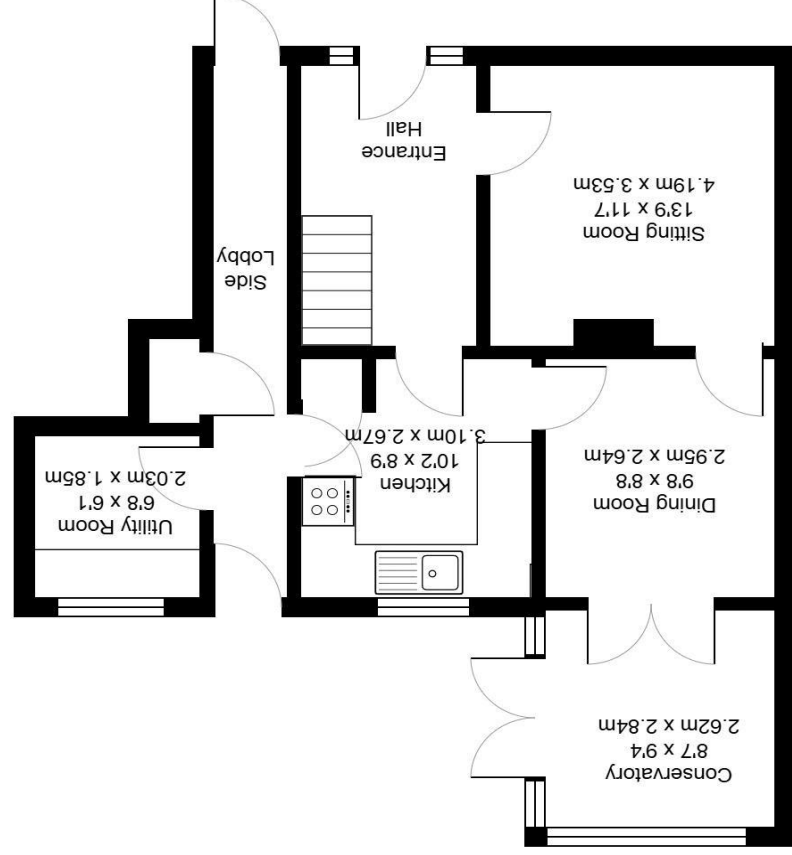 Conservatory
8'7 x 9'4
2.62m x 2.84m
Dining Room
9'8 x 8'8
2.95m x 2.64m
Kitchen
10'2 x 8'9
3.10m x 2.67m
Utility Room
6'8 x 6'1
2.03m x 1.85m
Side
Lobby
Sitting Room
13'9 x 11'7
4.19m x 3.53m
Entrance
Hall